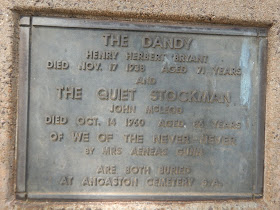 THE DANDY
HENRY HERBERT BRYANT
DIED NOV. 17 1938 AGED 71 YEARS
AND
THE QUIET STOCKMAN
JOHN McLEOD
DIED OCT. 14 1940 AGED YEARS
OF WE OF THE NEVER-NEVER
BY MRS AENEAS GUNN
ARE BOTH BURIED
AT ANGASTON CEMETERY